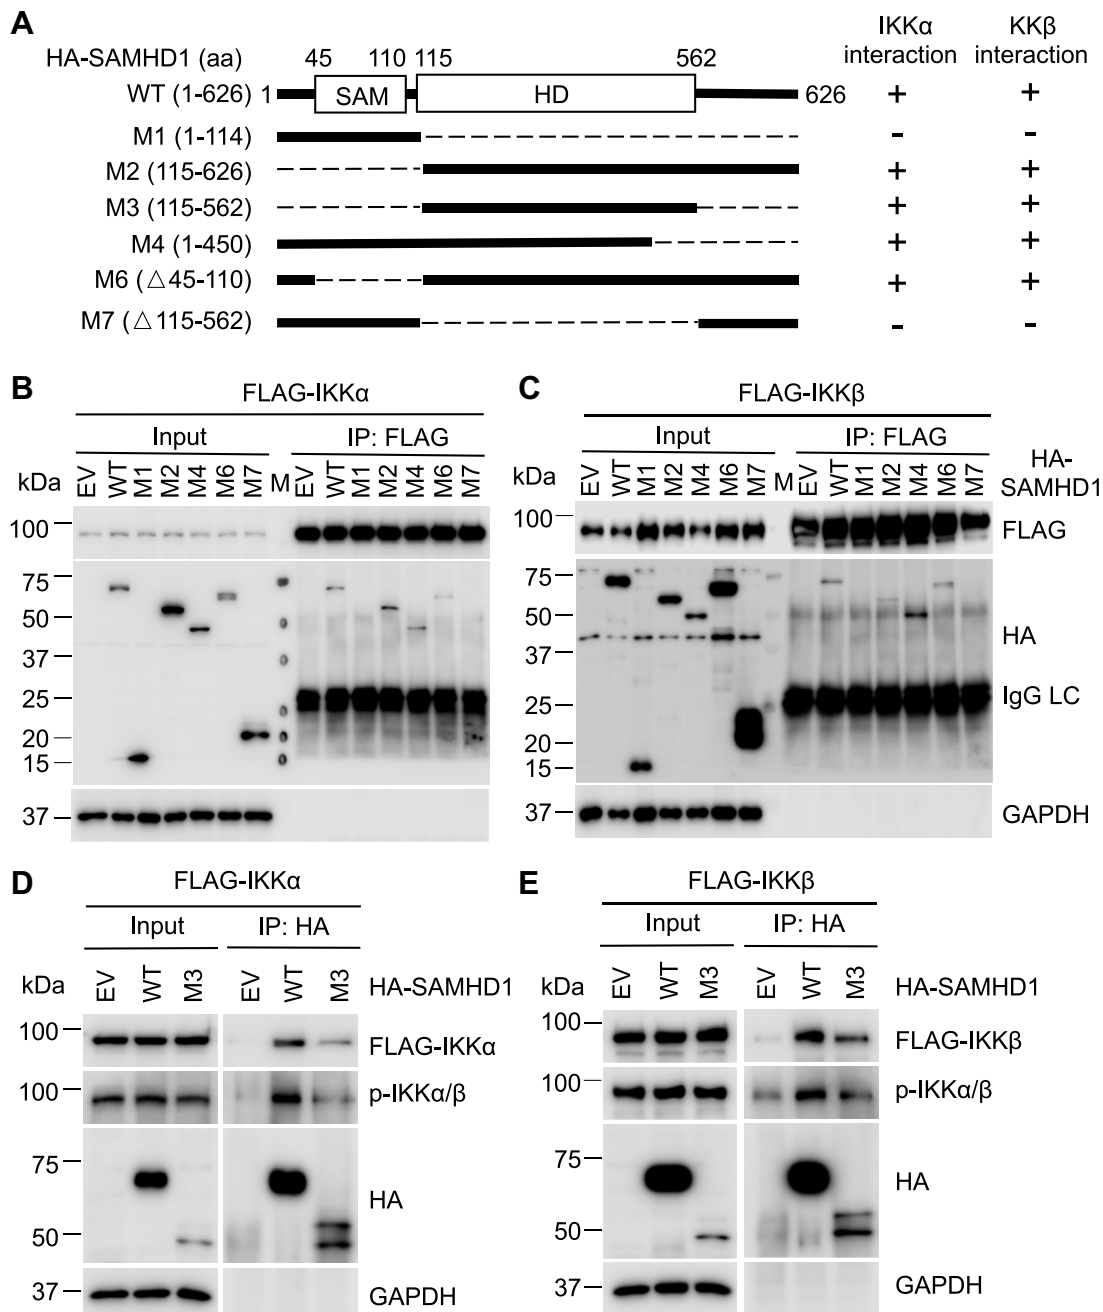 A
HA-SAMHD1 (aa) 45 110 115 562 IKKα interaction KKβ interaction
WT (1-626) 1 SAM HD 626 + +
M1 (1-114) - -
M2 (115-626) + +
M3 (115-562) + +
M4 (1-450) + +
M6 (△45-110) + +
M7 (△115-562) - -
B
FLAG-IKKα
Input IP: FLAG
kDa EV WT M1 M2 M4 M6 M7 M EV WT M1 M2 M4 M6 M7
100
75
50
37
25
20
15
37
C
FLAG-IKKβ
Input IP: FLAG
kDa EV WT M1 M2 M4 M6 M7 M EV WT M1 M2 M4 M6 M7 HA-SAMHD1
100 FLAG
75
50 HA
37
25 IgG LC
20
15
37 GAPDH
D
FLAG-IKKα
Input IP: HA
kDa EV WT M3 EV WT M3 HA-SAMHD1
100 FLAG-IKKα
100 p-IKKα/β
75
HA
50
37 GAPDH
E
FLAG-IKKβ
Input IP: HA
kDa EV WT M3 EV WT M3 HA-SAMHD1
100 FLAG-IKKβ
100 p-IKKα/β
75
HA
50
37 GAPDH